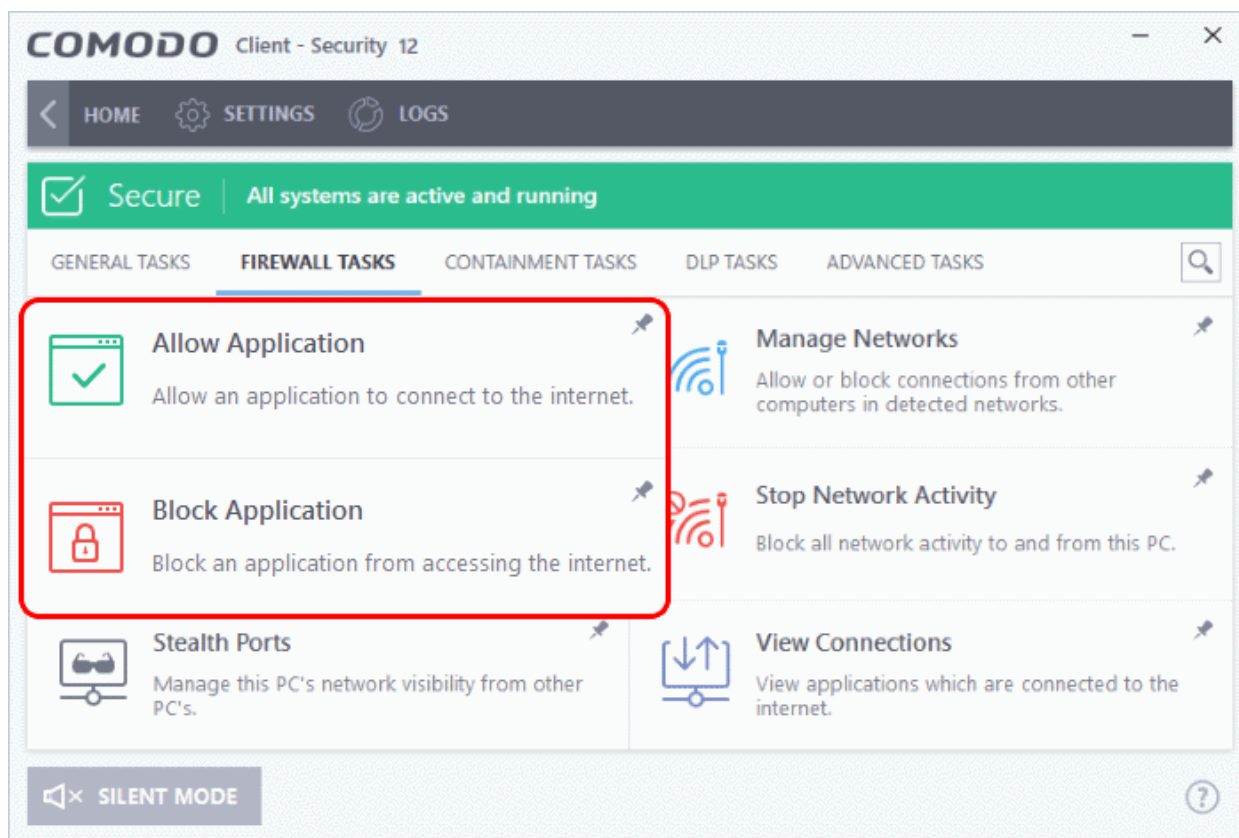 COMODO Client - Security 12
HOME SETTINGS LOGS
Secure All systems are active and running
GENERAL TASKS FIREWALL TASKS CONTAINMENT TASKS DLP TASKS ADVANCED TASKS
Allow Application
Allow an application to connect to the internet.
Manage Networks
Allow or block connections from other
computers in detected networks.
Block Application
Block an application from accessing the internet.
Stop Network Activity
Block all network activity to and from this PC.
Stealth Ports
Manage this PC's network visibility from other
PC's.
View Connections
View applications which are connected to the
internet.
SILENT MODE
?